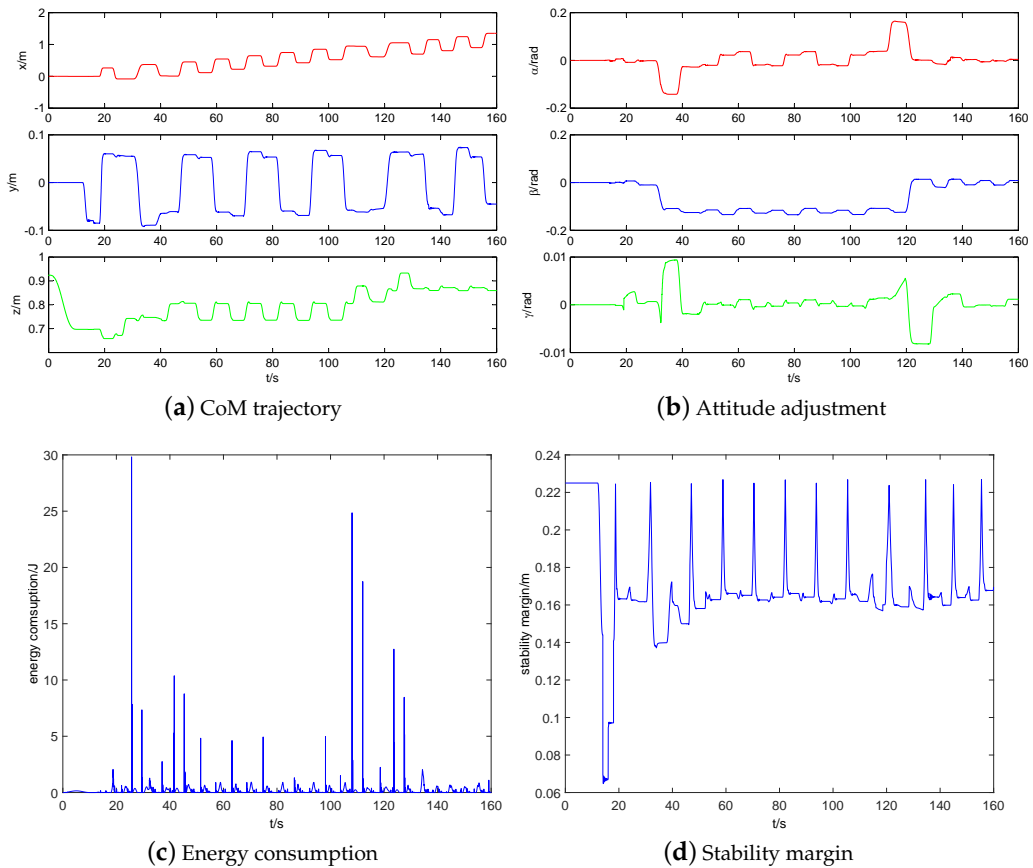 2
1
0
-1
x/m
0 20 40 60 80 100 120 140 160
0.1
0
-0.1
y/m
0 20 40 60 80 100 120 140 160
1
0.9
0.8
0.7
z/m
0 20 40 60 80 100 120 140 160
t/s
(a) CoM trajectory
0.2
0
-0.2
α/rad
0 20 40 60 80 100 120 140 160
0.2
0
-0.2
β/rad
0 20 40 60 80 100 120 140 160
0.01
0
-0.01
γ/rad
0 20 40 60 80 100 120 140 160
t/s
(b) Attitude adjustment
30
25
20
15
10
5
0
energy comsuption/J
0 20 40 60 80 100 120 140 160
t/s
(c) Energy consumption
0.24
0.22
0.2
0.18
0.16
0.14
0.12
0.1
0.08
0.06
stability margin/m
0 20 40 60 80 100 120 140 160
t/s
(d) Stability margin